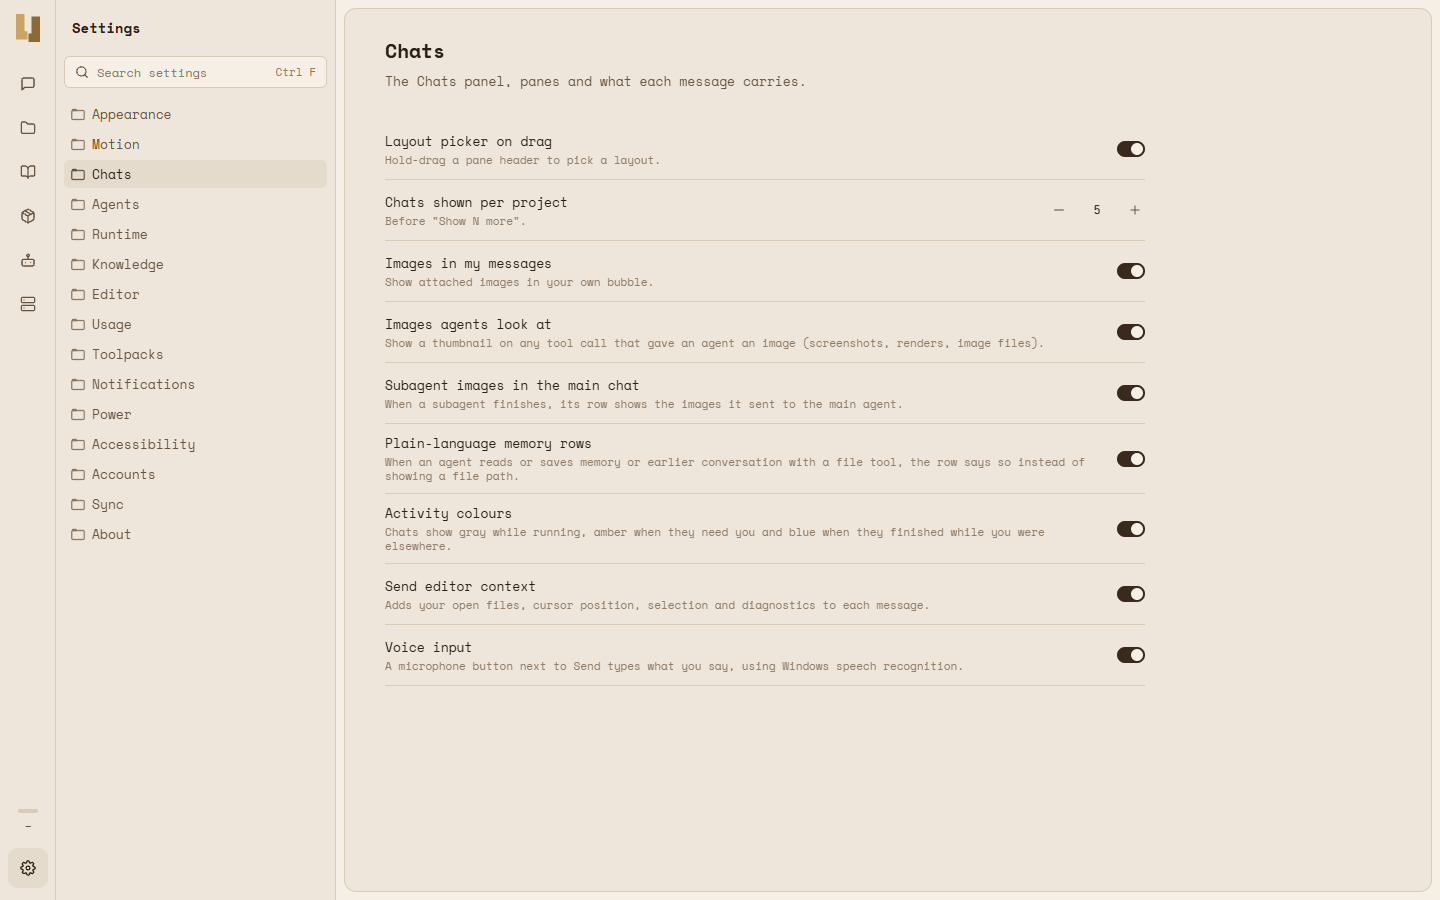 Settings
Search settings Ctrl F
Appearance
Motion
Chats
Agents
Runtime
Knowledge
Editor
Usage
Toolpacks
Notifications
Power
Accessibility
Accounts
Sync
About
–
Chats
The Chats panel, panes and what each message carries.
Layout picker on drag
Hold-drag a pane header to pick a layout.
Chats shown per project
Before "Show N more".
— 5 +
Images in my messages
Show attached images in your own bubble.
Images agents look at
Show a thumbnail on any tool call that gave an agent an image (screenshots, renders, image files).
Subagent images in the main chat
When a subagent finishes, its row shows the images it sent to the main agent.
Plain-language memory rows
When an agent reads or saves memory or earlier conversation with a file tool, the row says so instead of
showing a file path.
Activity colours
Chats show gray while running, amber when they need you and blue when they finished while you were
elsewhere.
Send editor context
Adds your open files, cursor position, selection and diagnostics to each message.
Voice input
A microphone button next to Send types what you say, using Windows speech recognition.